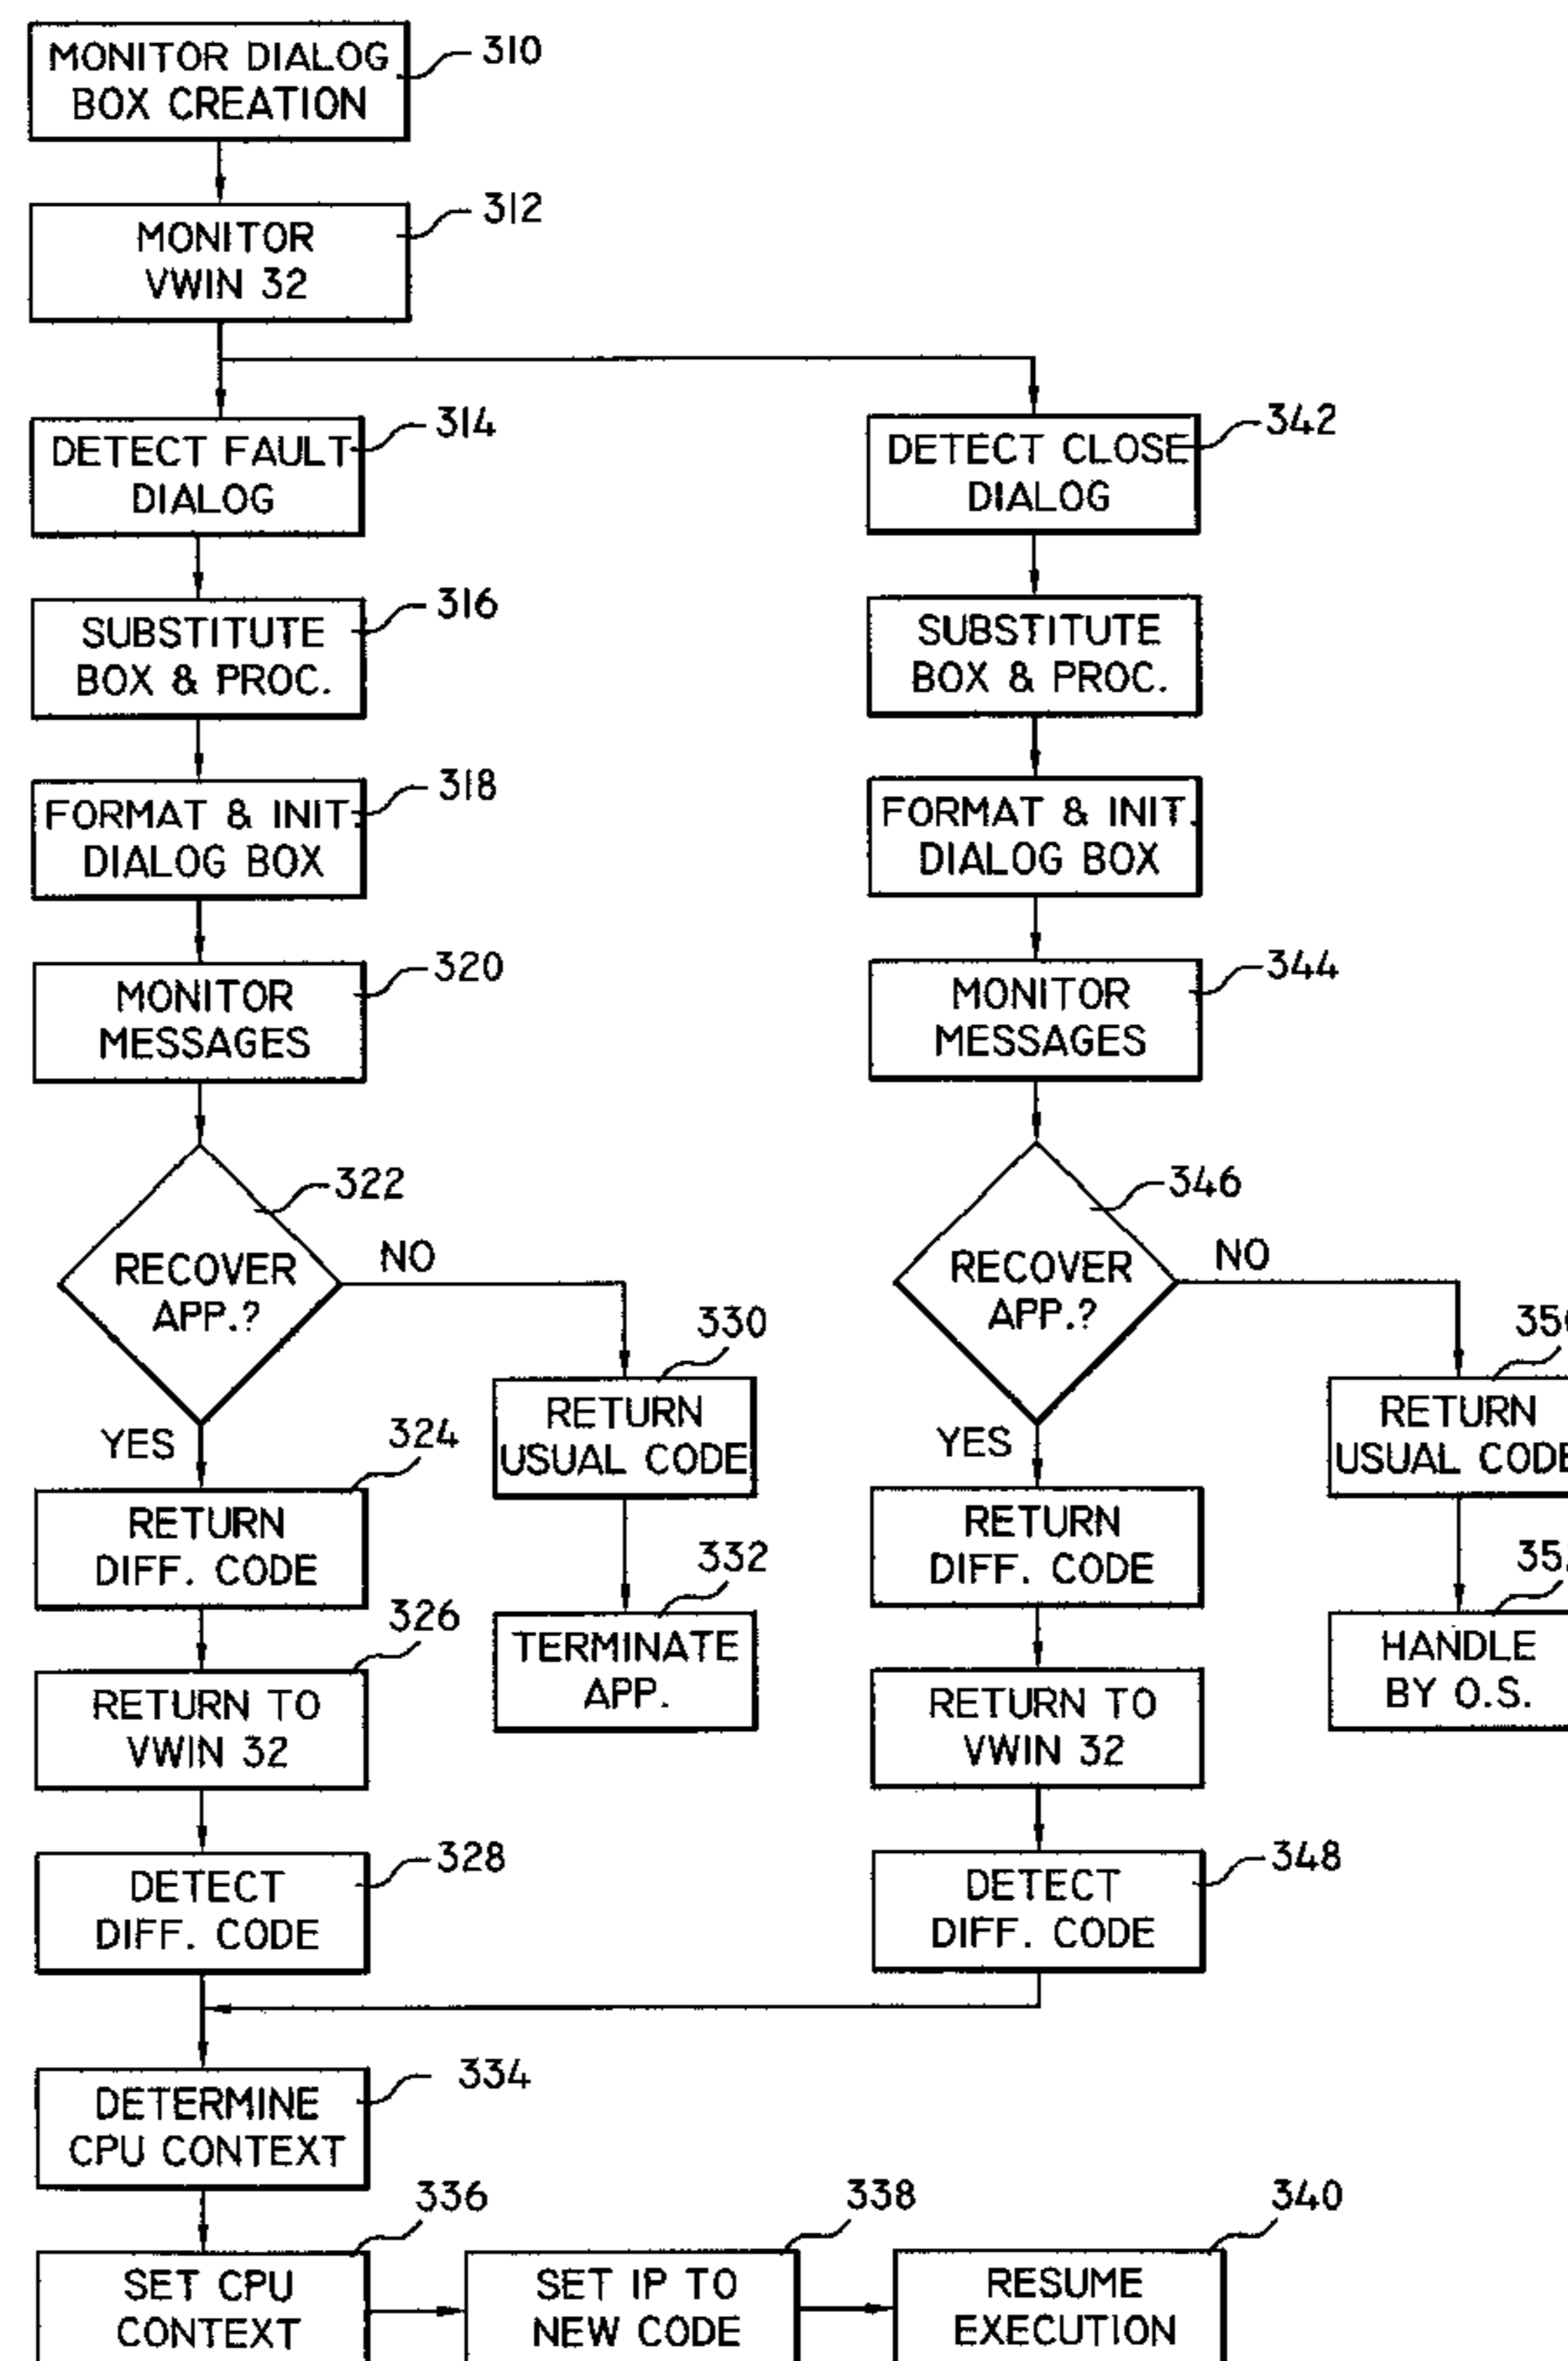 MONITOR DIALOG
BOX CREATION
310
MONITOR
VWIN 32
312
DETECT FAULT
DIALOG
314
SUBSTITUTE
BOX & PROC.
316
FORMAT & INIT.
DIALOG BOX
318
MONITOR
MESSAGES
320
322
RECOVER
APP.?
NO
YES
330
RETURN
USUAL CODE
332
TERMINATE
APP.
324
RETURN
DIFF. CODE
326
RETURN TO
VWIN 32
328
DETECT
DIFF. CODE
342
DETECT CLOSE
DIALOG
SUBSTITUTE
BOX & PROC.
FORMAT & INIT.
DIALOG BOX
344
MONITOR
MESSAGES
346
RECOVER
APP.?
NO
YES
RETURN
USUAL CODE
HANDLE
BY O.S.
RETURN
DIFF. CODE
RETURN TO
VWIN 32
348
DETECT
DIFF. CODE
334
DETERMINE
CPU CONTEXT
336
SET CPU
CONTEXT
338
SET IP TO
NEW CODE
340
RESUME
EXECUTION